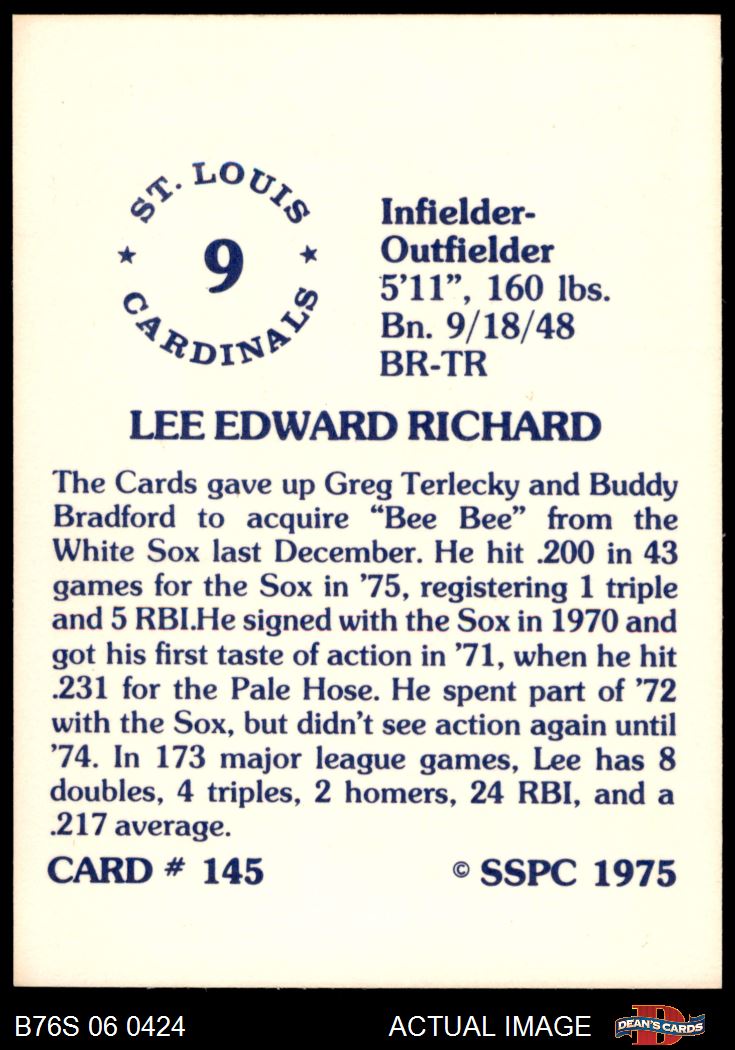 ST. LOUIS
9
CARDINALS
Infielder-
Outfielder
5'11", 160 lbs.
Bn. 9/18/48
BR-TR
LEE EDWARD RICHARD
The Cards gave up Greg Terlecky and Buddy
Bradford to acquire “Bee Bee” from the
White Sox last December. He hit .200 in 43
games for the Sox in '75, registering 1 triple
and 5 RBI.He signed with the Sox in 1970 and
got his first taste of action in '71, when he hit
.231 for the Pale Hose. He spent part of '72
with the Sox, but didn't see action again until
'74. In 173 major league games, Lee has 8
doubles, 4 triples, 2 homers, 24 RBI, and a
.217 average.
CARD # 145 © SSPC 1975
B76S 06 0424 ACTUAL IMAGE DEAN'S CARDS